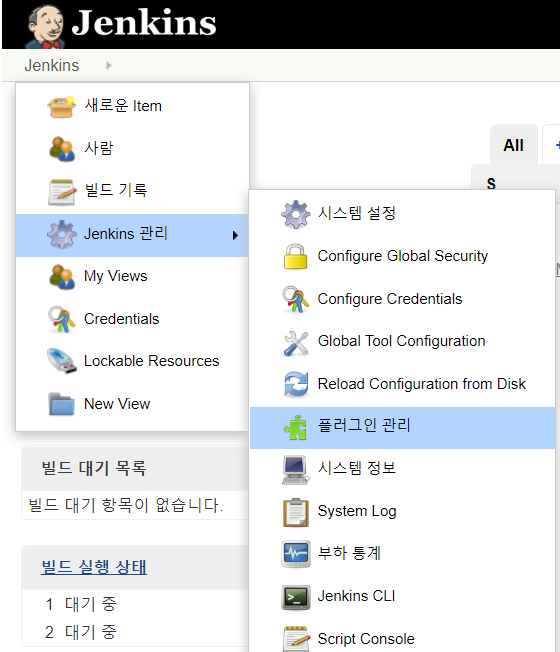 Jenkins
Jenkins
새로운 Item
사람
빌드 기록
Jenkins 관리
My Views
Credentials
Lockable Resources
New View
All
+
S
시스템 설정
Configure Global Security
Configure Credentials
Global Tool Configuration
Reload Configuration from Disk
플러그인 관리
시스템 정보
System Log
부하 통계
Jenkins CLI
Script Console
빌드 대기 목록
빌드 대기 항목이 없습니다.
빌드 실행 상태
1 대기 중
2 대기 중